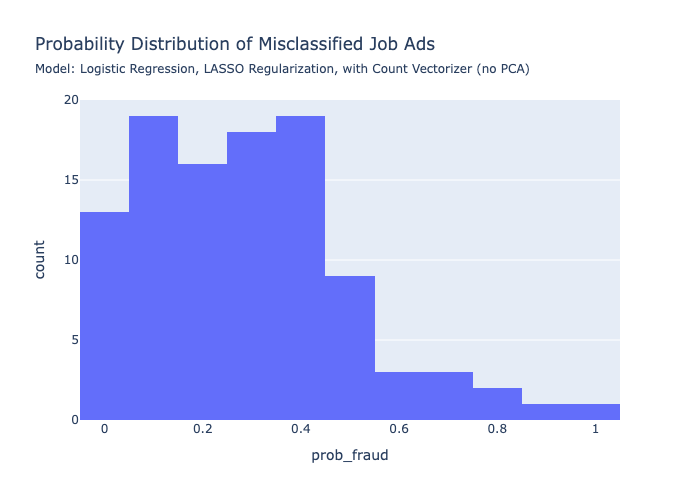 Probability Distribution of Misclassified Job Ads
Model: Logistic Regression, LASSO Regularization, with Count Vectorizer (no PCA)
20
15
10
5
0
count
0 0.2 0.4 0.6 0.8 1
prob_fraud